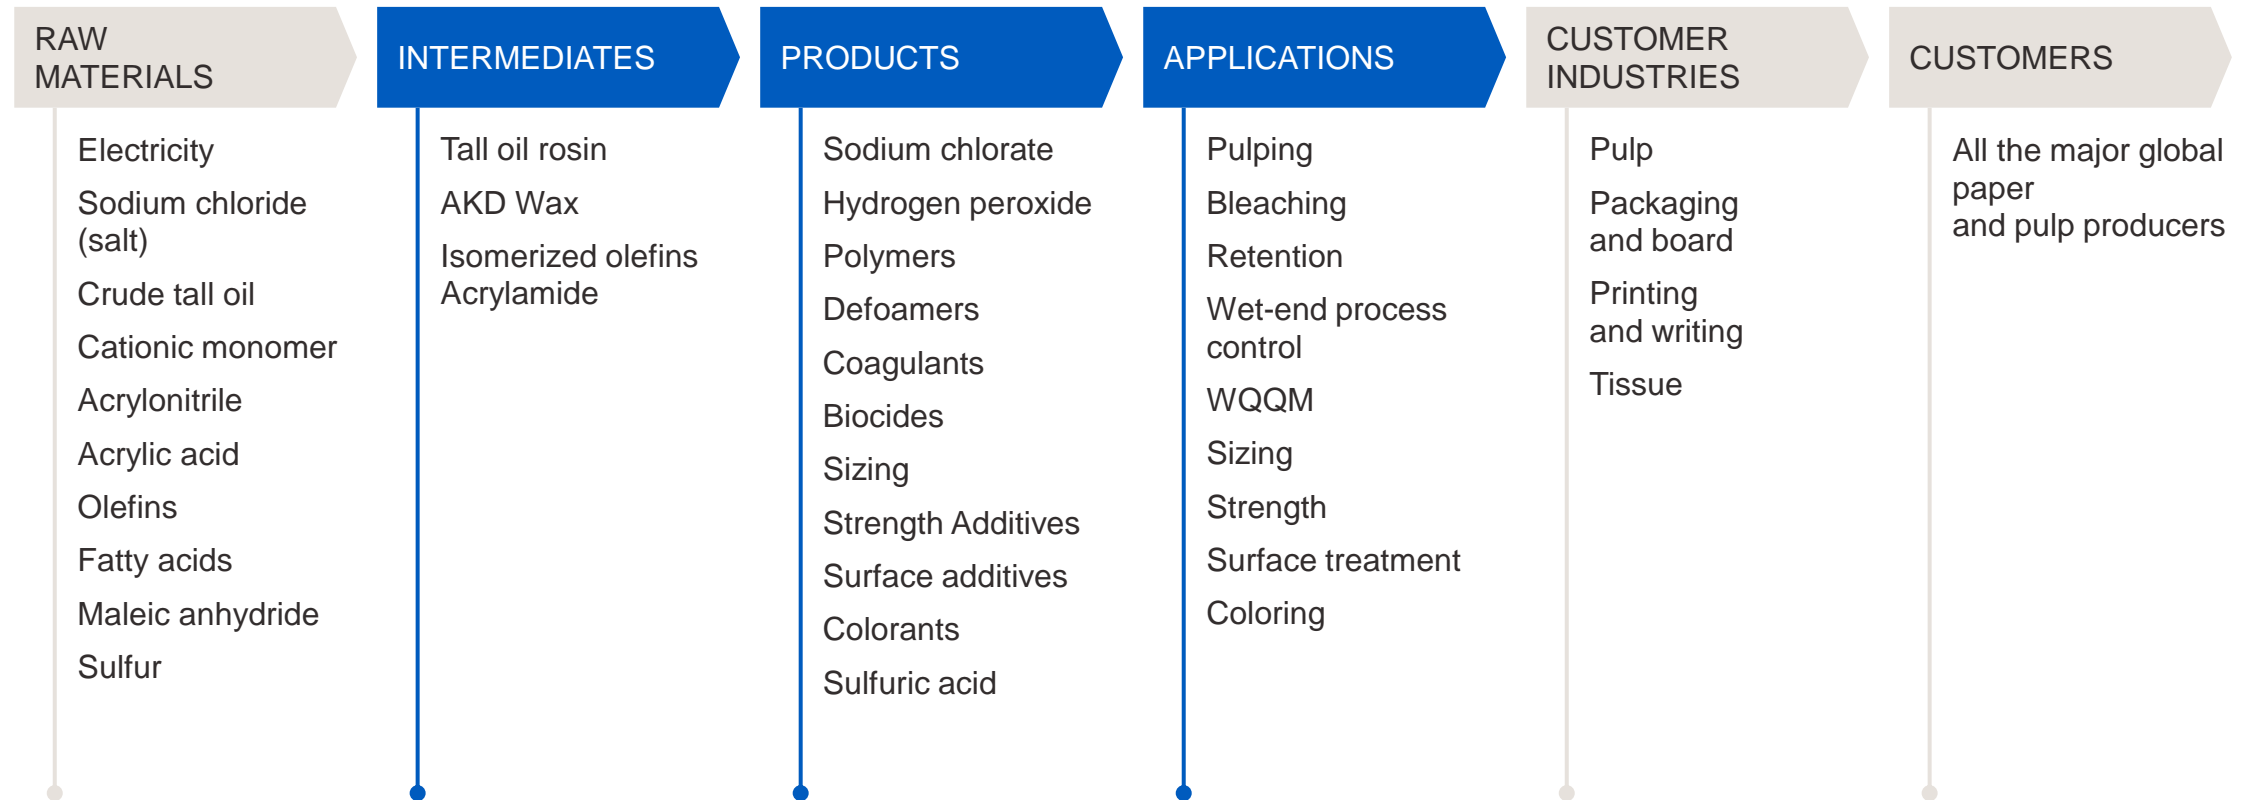 RAW
MATERIALS
Electricity
Sodium chloride
(salt)
Crude tall oil
Cationic monomer
Acrylonitrile
Acrylic acid
Olefins
Fatty acids
Maleic anhydride
Sulfur
INTERMEDIATES
Tall oil rosin
AKD Wax
Isomerized olefins
Acrylamide
PRODUCTS
Sodium chlorate
Hydrogen peroxide
Polymers
Defoamers
Coagulants
Biocides
Sizing
Strength Additives
Surface additives
Colorants
Sulfuric acid
APPLICATIONS
Pulping
Bleaching
Retention
Wet-end process
control
WQQM
Sizing
Strength
Surface treatment
Coloring
CUSTOMER
INDUSTRIES
Pulp
Packaging
and board
Printing
and writing
Tissue
CUSTOMERS
All the major global
paper
and pulp producers